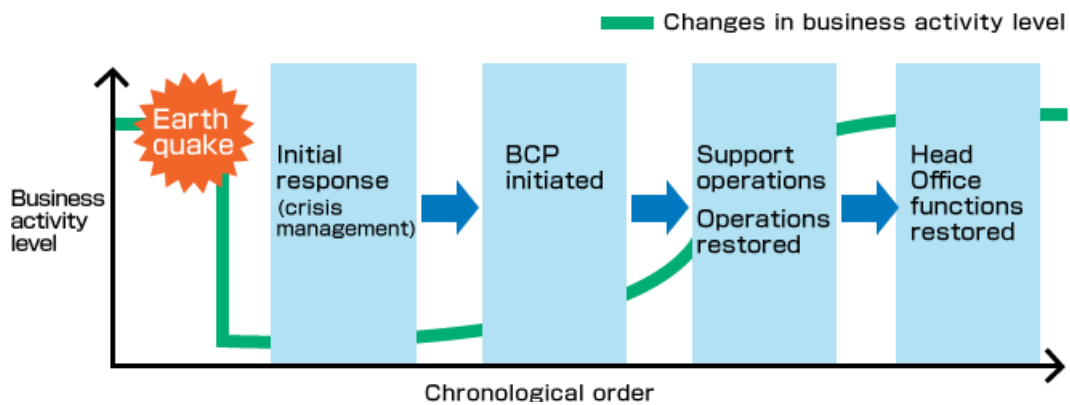 Changes in business activity level
Earth
quake
Business
activity
level
Initial
response
(crisis
management)
BCP
initiated
Support
operations
Operations
restored
Head
Office
functions
restored
Chronological order